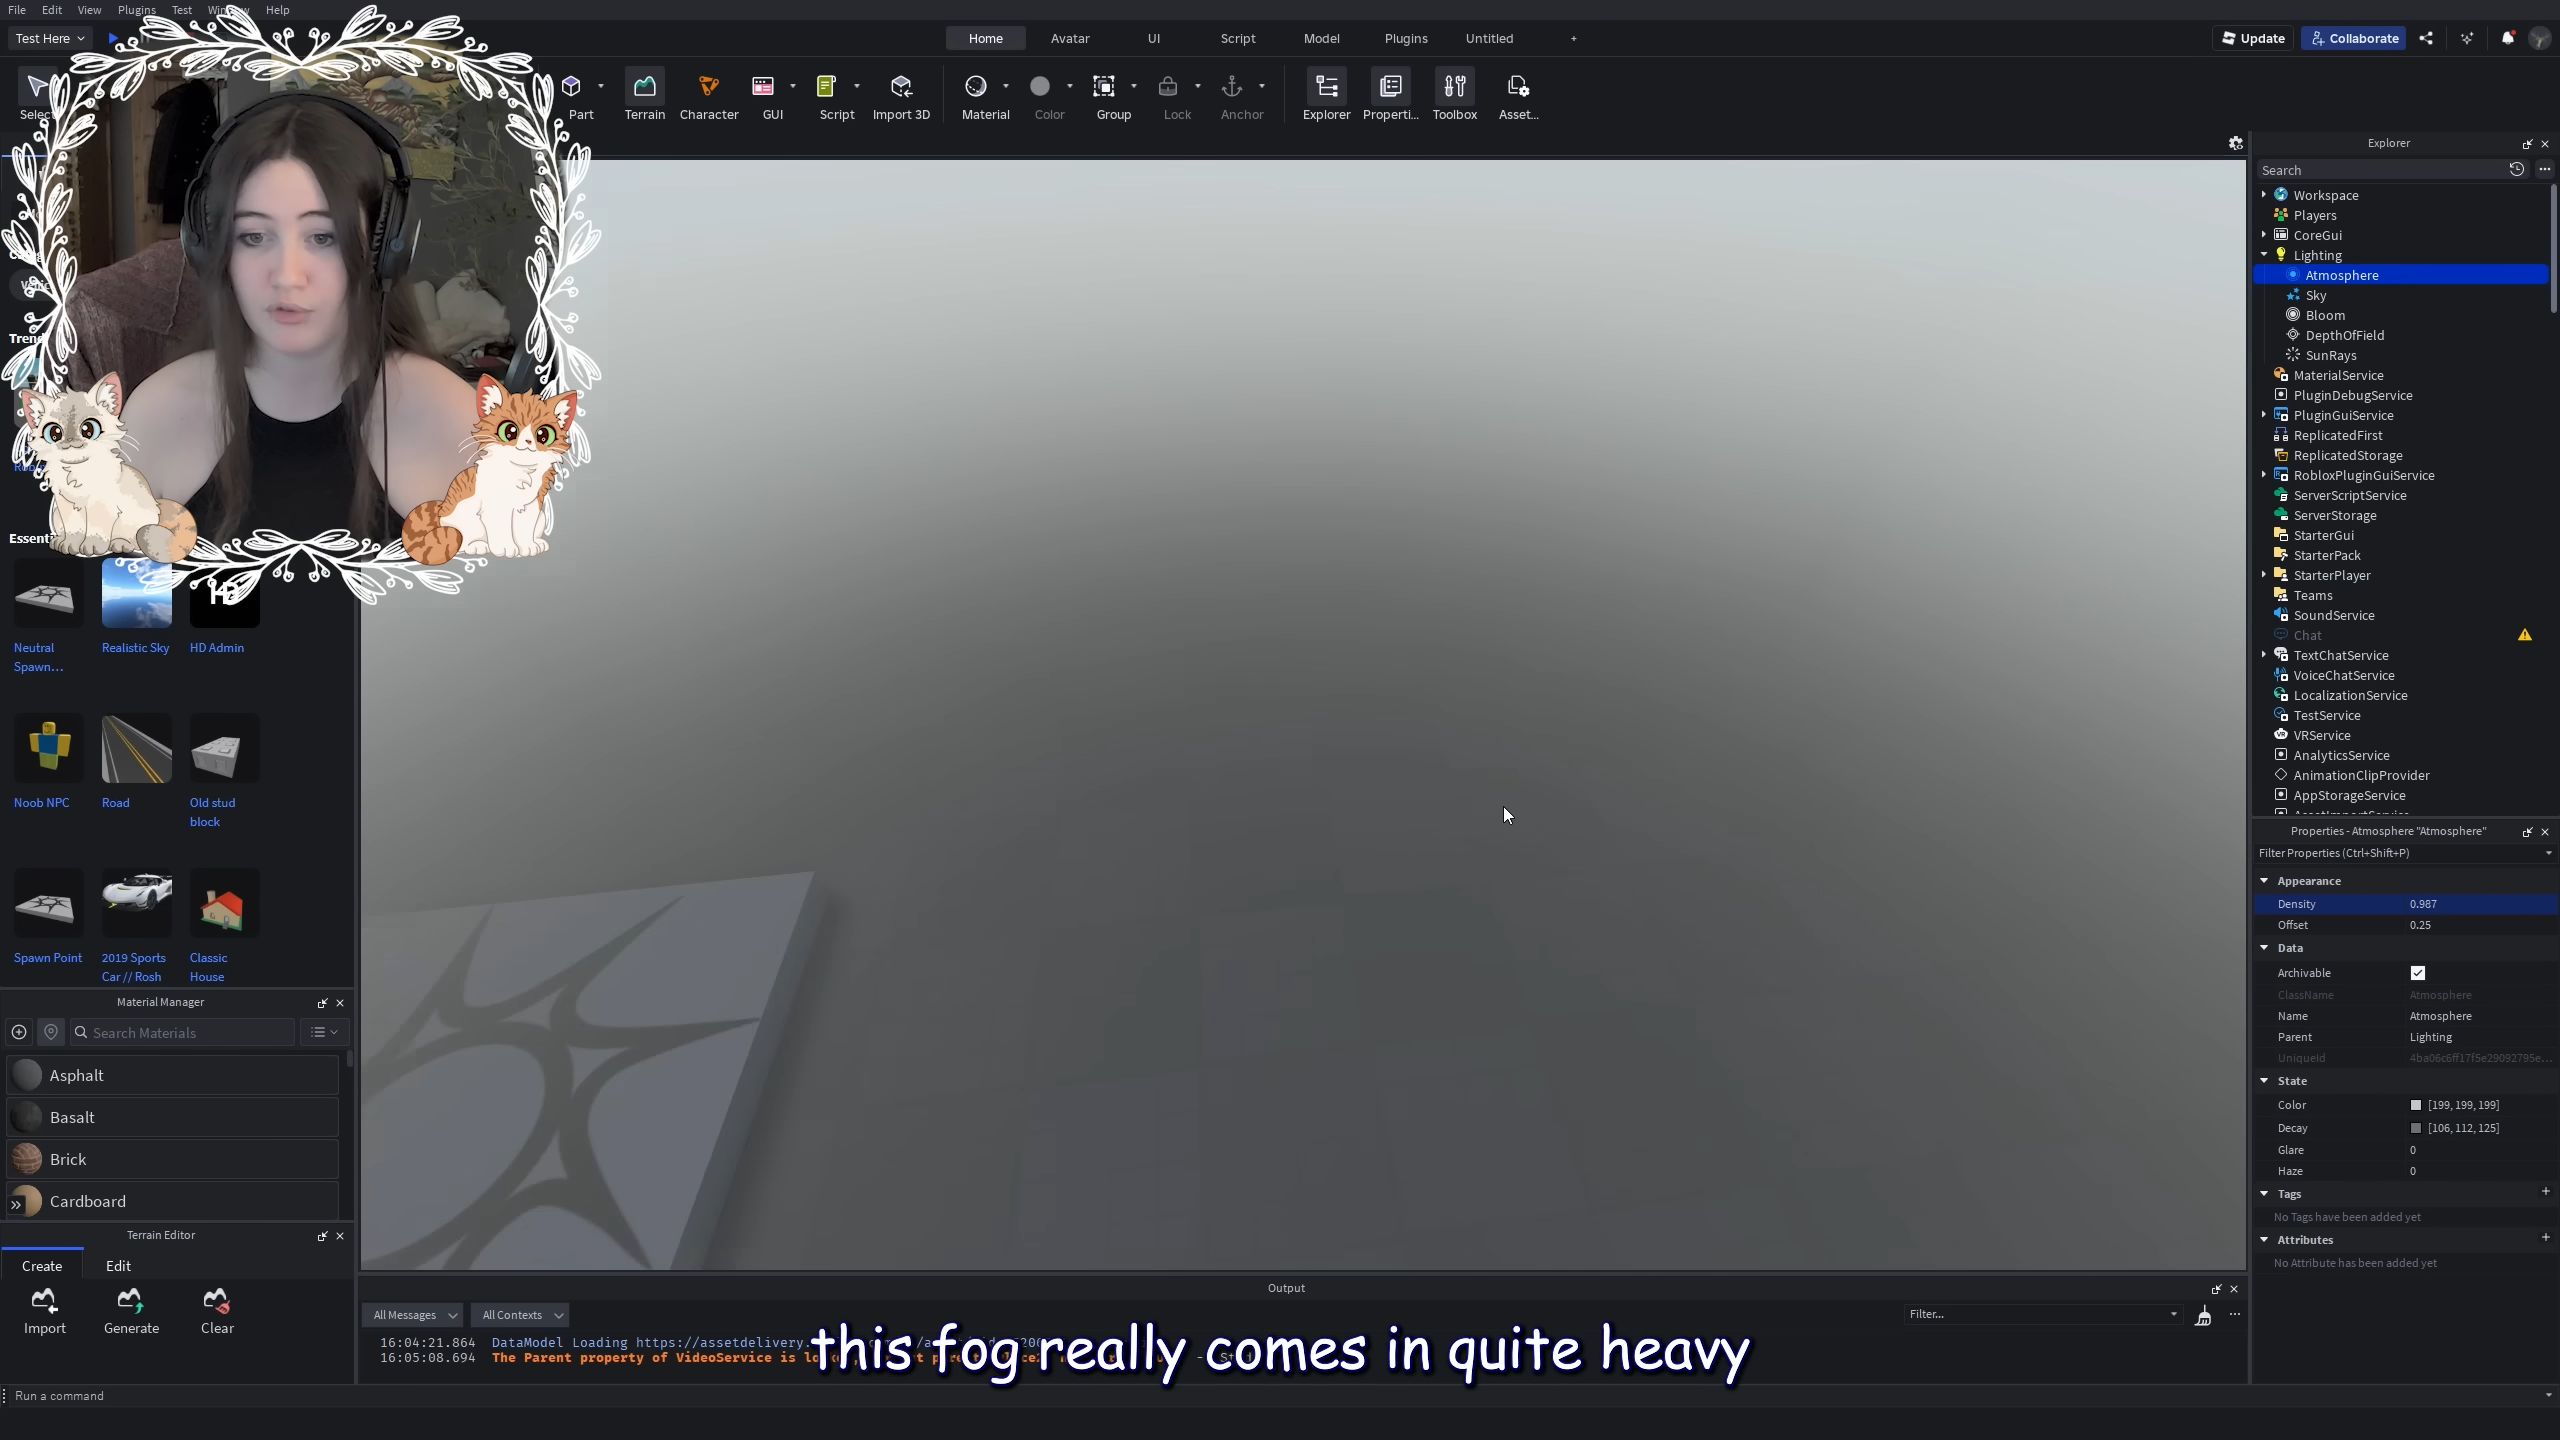 File Edit View Plugins Test Help
Test Here
Home Avatar UI Script Model Plugins Untitled +
Update Collaborate
Select Part Terrain Character GUI Script Import 3D Material Color Group Lock Anchor Explorer Properti... Toolbox Asset...
Explorer
Search
Workspace
Players
CoreGui
Lighting
Atmosphere
Sky
Bloom
DepthOfField
SunRays
MaterialService
PluginDebugService
PluginGuiService
ReplicatedFirst
ReplicatedStorage
RobloxPluginGuiService
ServerScriptService
ServerStorage
StarterGui
StarterPack
StarterPlayer
Teams
SoundService
Chat
TextChatService
VoiceChatService
LocalizationService
TestService
VRService
AnalyticsService
AnimationClipProvider
AppStorageService
Properties - Atmosphere "Atmosphere"
Filter Properties (Ctrl+Shift+P)
Appearance
Density 0.987
Offset 0.25
Data
Archivable
ClassName Atmosphere
Name Atmosphere
Parent Lighting
UniqueId 4ba06c6ff17f5e29092795e...
State
Color [199, 199, 199]
Decay [106, 112, 125]
Glare 0
Haze 0
Tags +
No Tags have been added yet
Attributes +
No Attribute has been added yet
HD
Neutral Spawn...
Realistic Sky
HD Admin
Noob NPC
Road
Old stud block
Spawn Point
2019 Sports Car // Rosh
Classic House
Material Manager
Search Materials
Asphalt
Basalt
Brick
Cardboard
Terrain Editor
Create Edit
Import Generate Clear
Output
All Messages All Contexts Filter...
16:04:21.864 DataModel Loading https://assetdelivery.
16:05:08.694 The Parent property of VideoService is
this fog really comes in quite heavy
Run a command